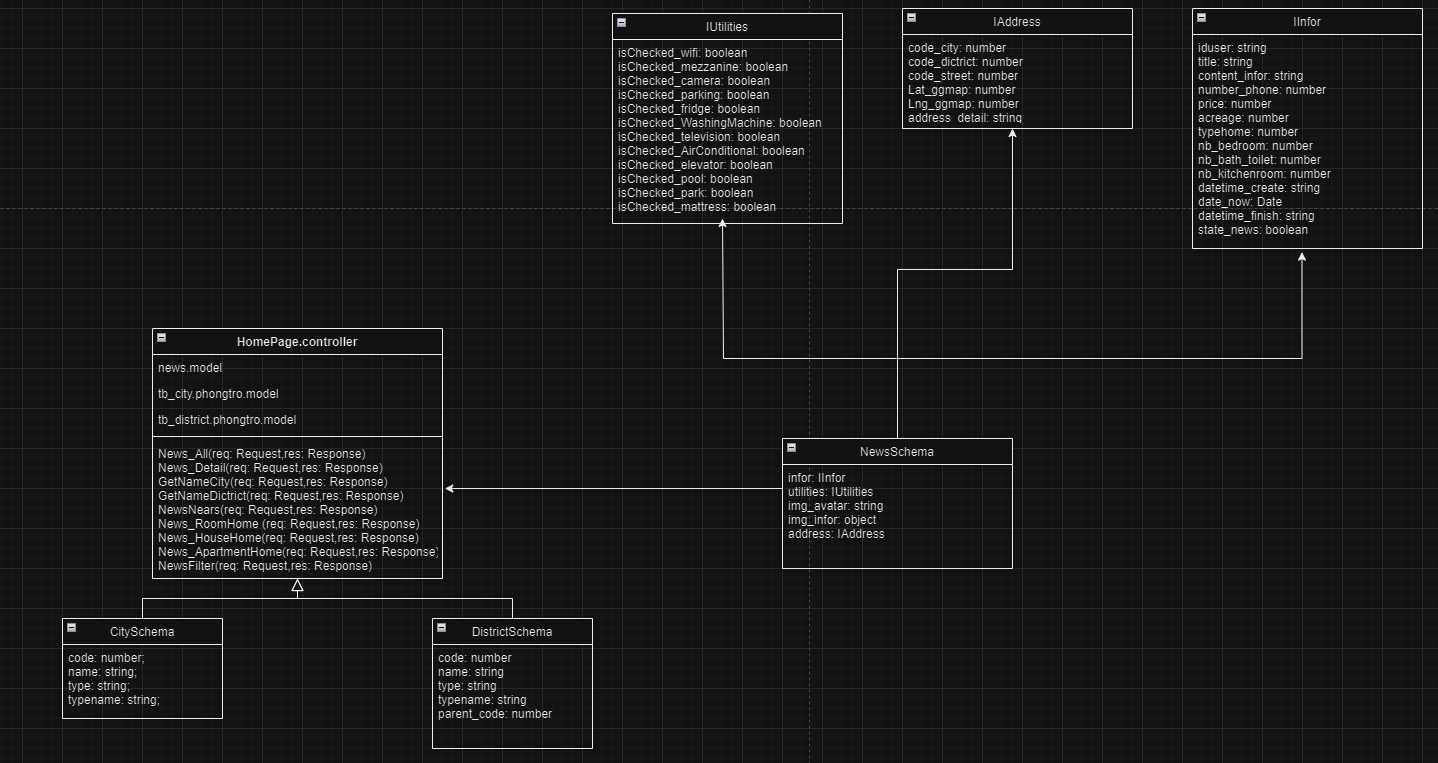 IUtilities
isChecked_wifi: boolean
isChecked_mezzanine: boolean
isChecked_camera: boolean
isChecked_parking: boolean
isChecked_fridge: boolean
isChecked_WashingMachine: boolean
isChecked_television: boolean
isChecked_AirConditional: boolean
isChecked_elevator: boolean
isChecked_pool: boolean
isChecked_park: boolean
isChecked_mattress: boolean
IAddress
code_city: number
code_dictrict: number
code_street: number
Lat_ggmap: number
Lng_ggmap: number
address_detail: string
IInfor
iduser: string
title: string
content_infor: string
number_phone: number
price: number
acreage: number
typehome: number
nb_bedroom: number
nb_bath_toilet: number
nb_kitchenroom: number
datetime_create: string
date_now: Date
datetime_finish: string
state_news: boolean
HomePage.controller
news.model
tb_city.phongtro.model
tb_district.phongtro.model
News_All(req: Request,res: Response)
News_Detail(req: Request,res: Response)
GetNameCity(req: Request,res: Response)
GetNameDictrict(req: Request,res: Response)
NewsNears(req: Request,res: Response)
News_RoomHome (req: Request,res: Response)
News_HouseHome(req: Request,res: Response)
News_ApartmentHome(req: Request,res: Response)
NewsFilter(req: Request,res: Response)
NewsSchema
infor: IInfor
utilities: IUtilities
img_avatar: string
img_infor: object
address: IAddress
CitySchema
code: number;
name: string;
type: string;
typename: string;
DistrictSchema
code: number
name: string
type: string
typename: string
parent_code: number